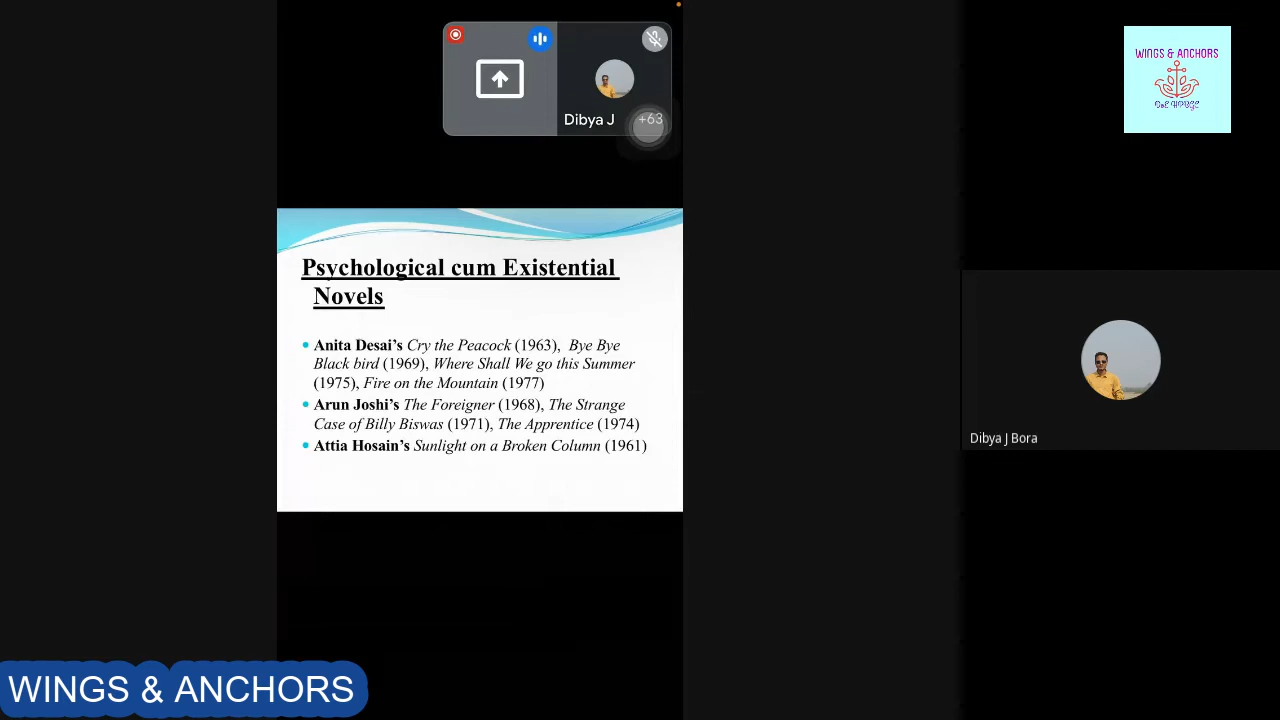 WINGS & ANCHORS
DoE UPBGC
Dibya J
+63
Psychological cum Existential
Novels
• Anita Desai's Cry the Peacock (1963), Bye Bye
Black bird (1969), Where Shall We go this Summer
(1975), Fire on the Mountain (1977)
• Arun Joshi's The Foreigner (1968), The Strange
Case of Billy Biswas (1971), The Apprentice (1974)
• Attia Hosain's Sunlight on a Broken Column (1961)
Dibya J Bora
WINGS & ANCHORS